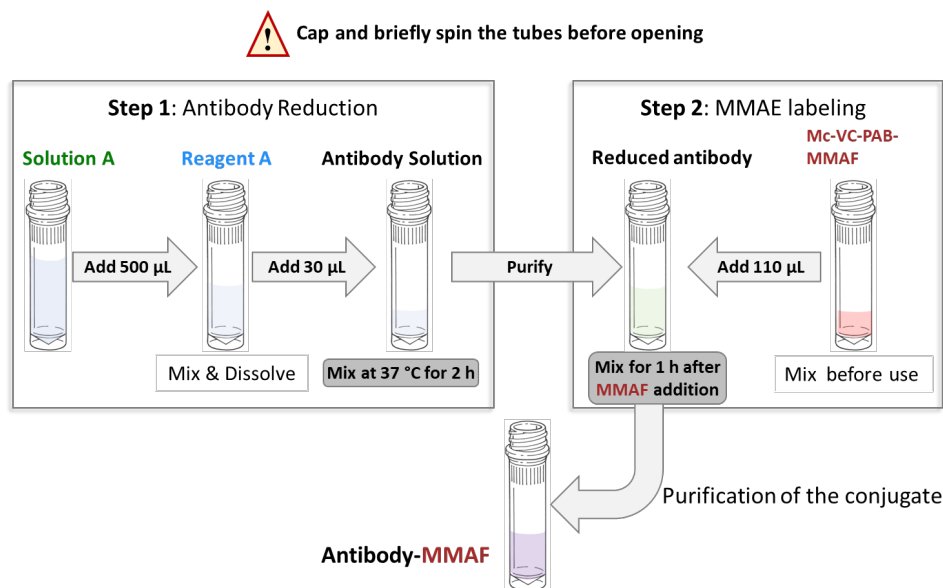 ! Cap and briefly spin the tubes before opening
Step 1: Antibody Reduction
Solution A
Reagent A
Antibody Solution
Add 500 µL
Add 30 µL
Mix & Dissolve
Mix at 37 °C for 2 h
Purify
Step 2: MMAE labeling
Reduced antibody
Mc-VC-PAB-
MMAF
Add 110 µL
Mix for 1 h after
MMAF addition
Mix before use
Purification of the conjugate
Antibody-MMAF